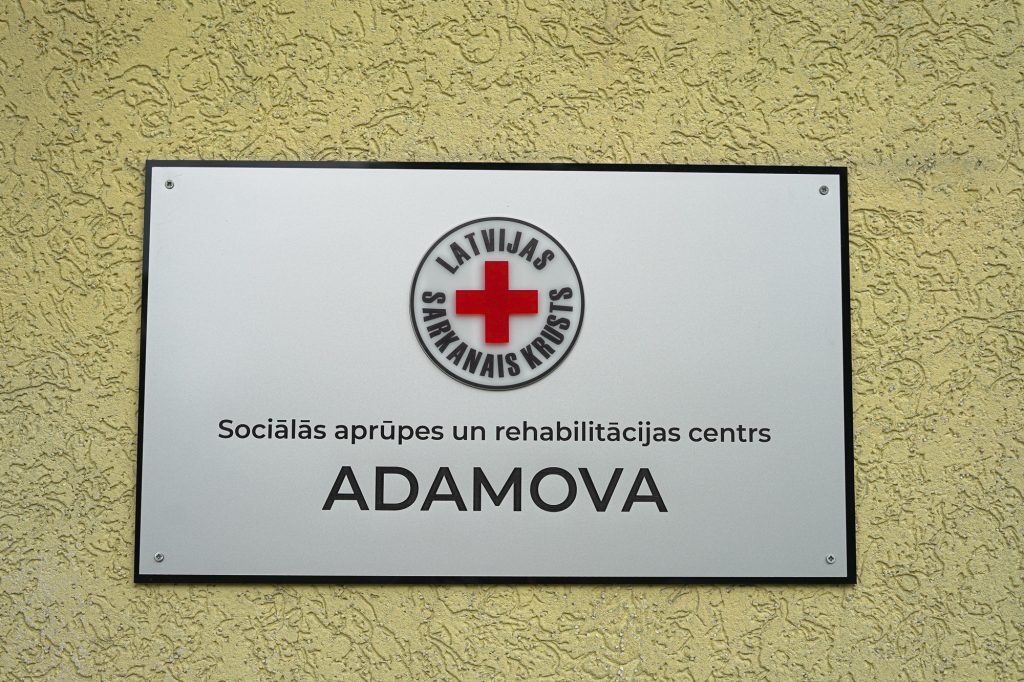 LATVIJAS
SARKANAIS KRUSTS
Sociālās aprūpes un rehabilitācijas centrs
ADAMOVA